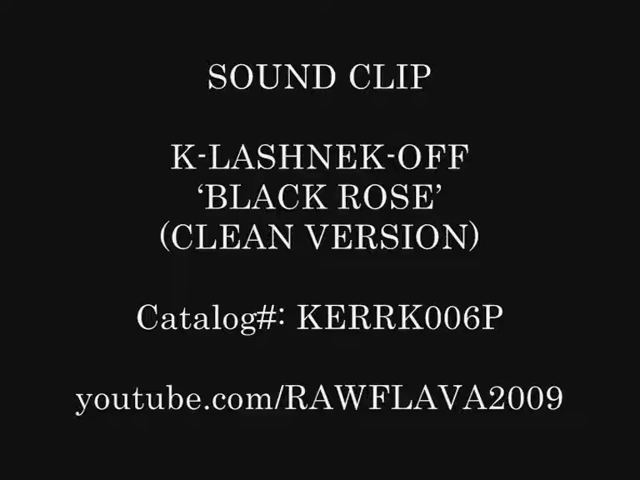 SOUND CLIP
K-LASHNEK-OFF
‘BLACK ROSE’
(CLEAN VERSION)
Catalog#: KERRK006P
youtube.com/RAWFLAVA2009